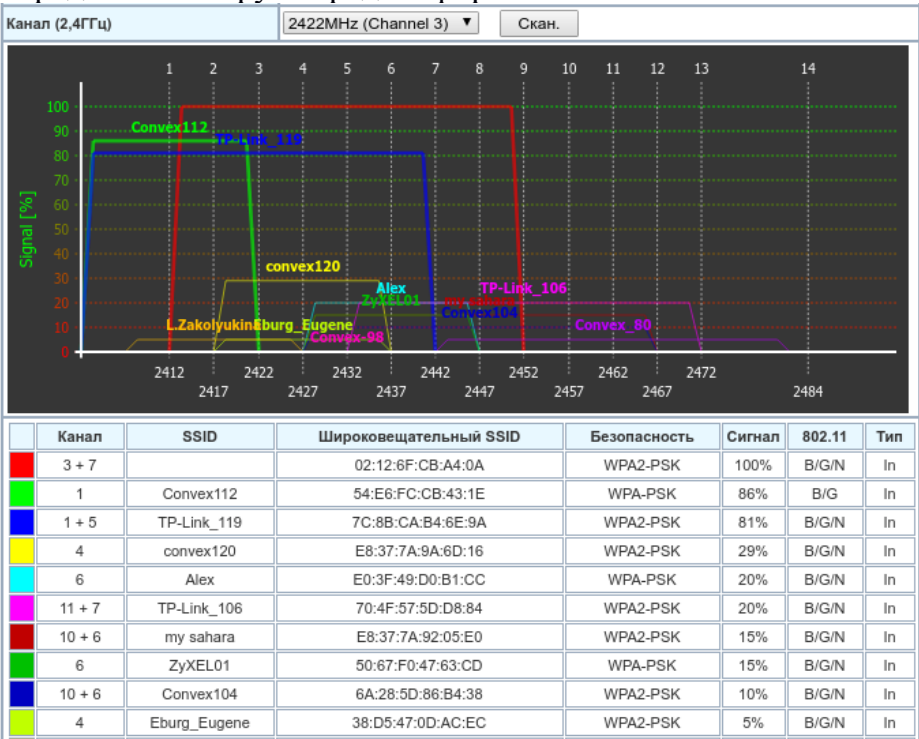 Канал (2,4ГГц) 2422MHz (Channel 3) ▼ Скан.
1 2 3 4 5 6 7 8 9 10 11 12 13 14
Signal [%]
100
90
80
70
60
50
40
30
20
10
0
Convex112
TP-Link_119
convex120
Alex
TP-Link_106
ZyXEL01
my sahara
Convex104
L.Zakolyukin
Eburg_Eugene
Convex_80
Convex-98
2412 2422 2432 2442 2452 2462 2472
2417 2427 2437 2447 2457 2467 2484
Канал SSID Широковещательный SSID Безопасность Сигнал 802.11 Тип
3 + 7 02:12:6F:CB:A4:0A WPA2-PSK 100% B/G/N In
1 Convex112 54:E6:FC:CB:43:1E WPA-PSK 86% B/G In
1 + 5 TP-Link_119 7C:8B:CA:B4:6E:9A WPA2-PSK 81% B/G/N In
4 convex120 E8:37:7A:9A:6D:16 WPA2-PSK 29% B/G/N In
6 Alex E0:3F:49:D0:B1:CC WPA-PSK 20% B/G/N In
11 + 7 TP-Link_106 70:4F:57:5D:D8:84 WPA2-PSK 20% B/G/N In
10 + 6 my sahara E8:37:7A:92:05:E0 WPA2-PSK 15% B/G/N In
6 ZyXEL01 50:67:F0:47:63:CD WPA-PSK 15% B/G/N In
10 + 6 Convex104 6A:28:5D:86:B4:38 WPA2-PSK 10% B/G/N In
4 Eburg_Eugene 38:D5:47:0D:AC:EC WPA2-PSK 5% B/G/N In